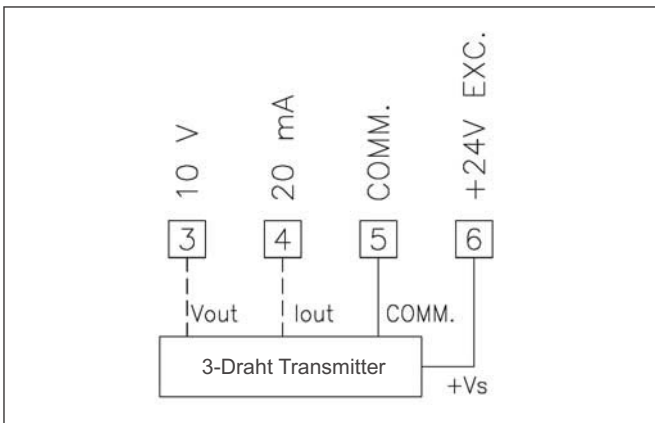 10 V
20 mA
COMM.
+24V EXC.
3
4
5
6
Vout
Iout
COMM.
3-Draht Transmitter
+Vs